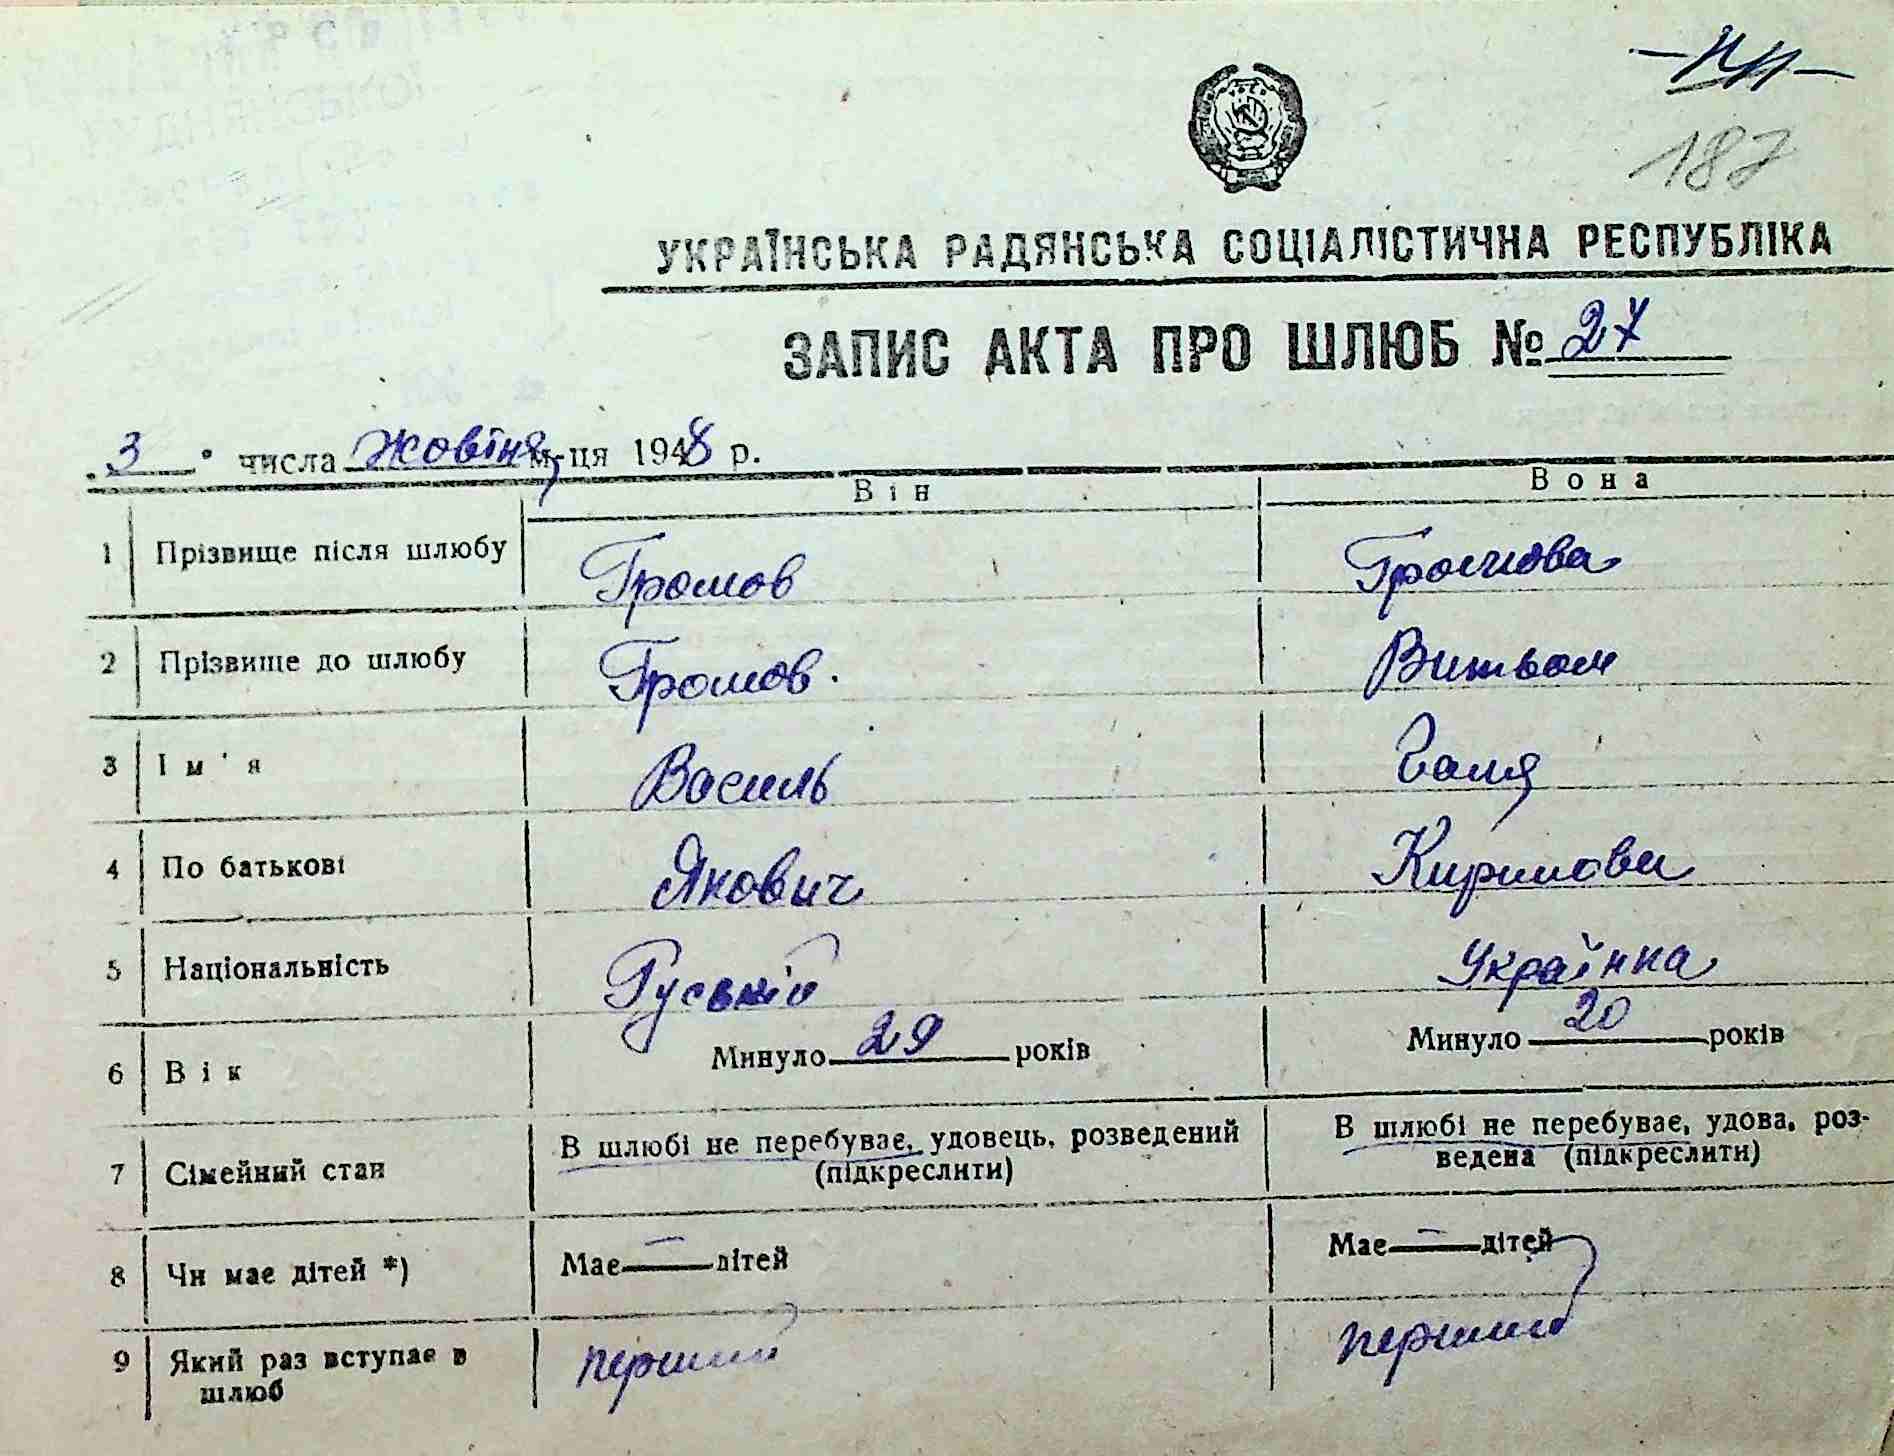 187
УКРАЇНСЬКА РАДЯНСЬКА СОЦІАЛІСТИЧНА РЕСПУБЛІКА
ЗАПИС АКТА ПРО ШЛЮБ № 27
3 числа Жовтня м-ця 1948 р.
Він Вона
1 Прізвище після шлюбу Громов Громова
2 Прізвище до шлюбу Громов.
3 Ім'я Василь Галя
4 По батькові Якович Кирилови
5 Національність Руський Українка
6 Вік Минуло 29 років Минуло 20 років
7 Сімейний стан В шлюбі не перебуває, удовець, розведений (підкреслити) В шлюбі не перебуває, удова, роз-
ведена (підкреслити)
8 Чи має дітей *) Має — дітей Має — дітей
9 Який раз вступає в шлюб перший перший